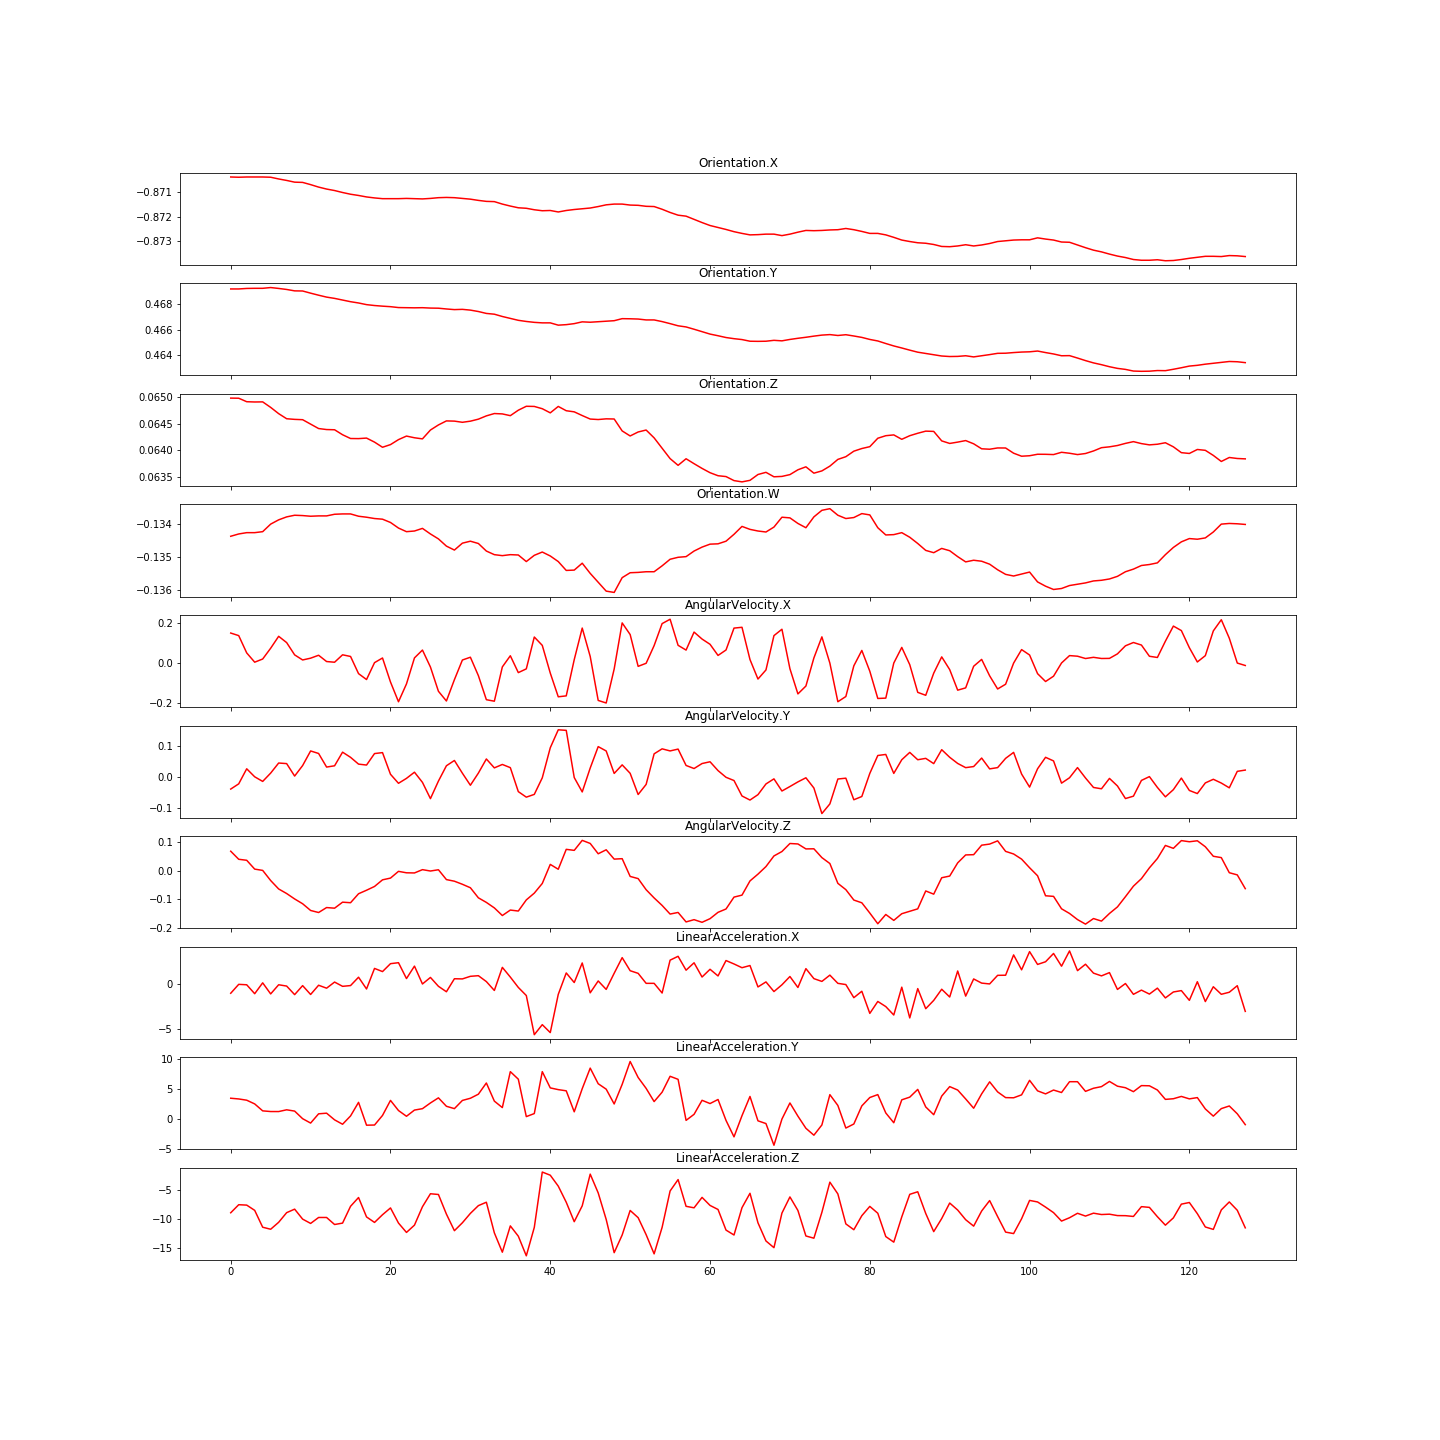 Orientation.X
−0.871
−0.872
−0.873
Orientation.Y
0.468
0.466
0.464
Orientation.Z
0.0650
0.0645
0.0640
0.0635
Orientation.W
−0.134
−0.135
−0.136
AngularVelocity.X
0.2
0.0
−0.2
AngularVelocity.Y
0.1
0.0
−0.1
AngularVelocity.Z
0.1
0.0
−0.1
−0.2
LinearAcceleration.X
0
−5
LinearAcceleration.Y
10
5
0
−5
LinearAcceleration.Z
−5
−10
−15
0 20 40 60 80 100 120